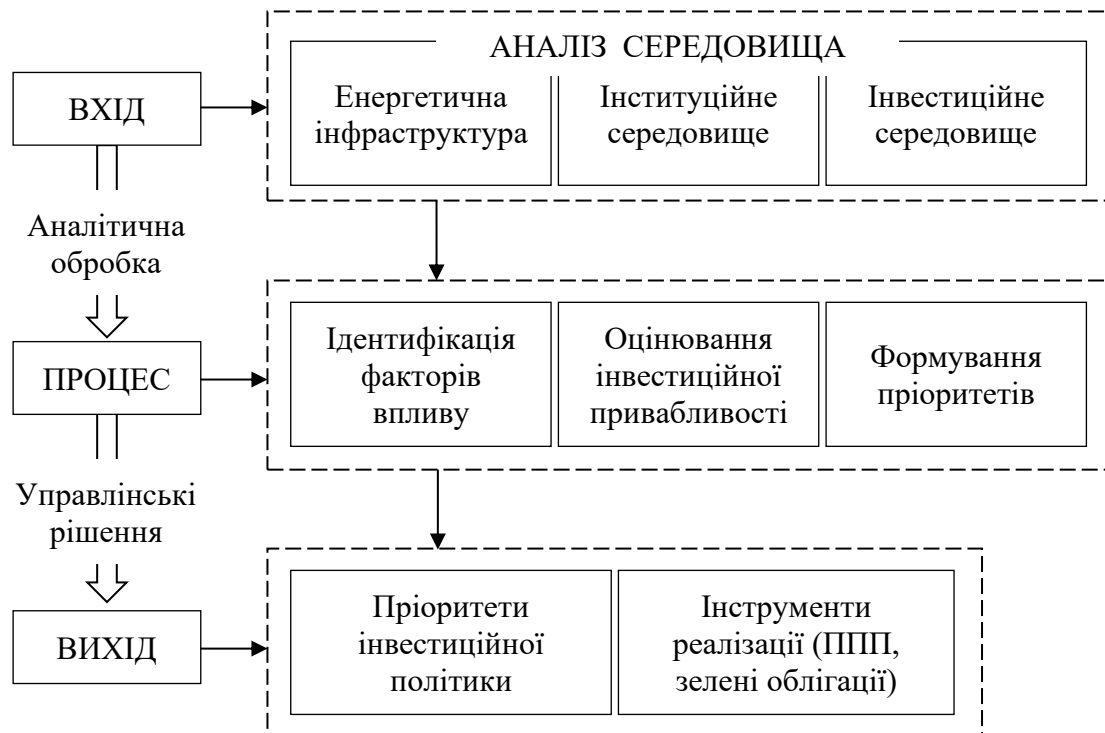 АНАЛІЗ СЕРЕДОВИЩА
ВХІД
Енергетична
інфраструктура
Інституційне
середовище
Інвестиційне
середовище
Аналітична
обробка
ПРОЦЕС
Ідентифікація
факторів
впливу
Оцінювання
інвестиційної
привабливості
Формування
пріоритетів
Управлінські
рішення
ВИХІД
Пріоритети
інвестиційної
політики
Інструменти
реалізації (ППП,
зелені облігації)